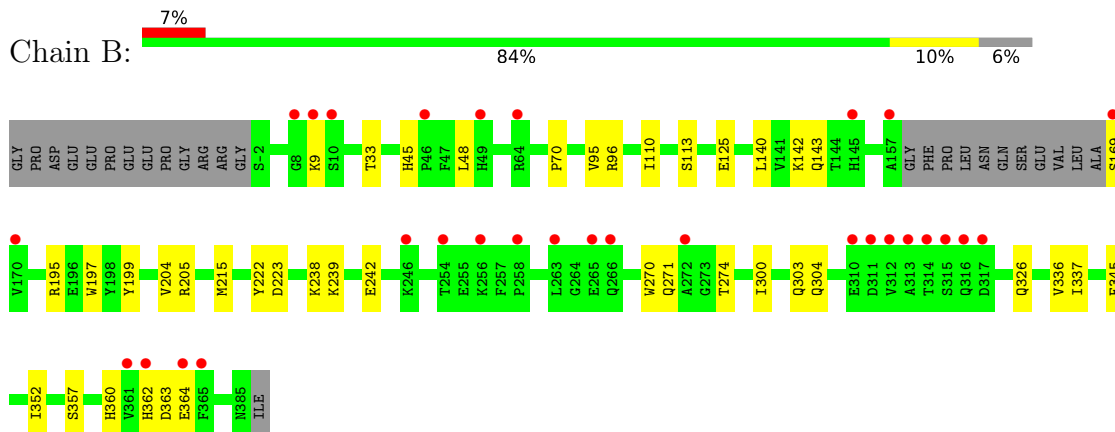 7%
Chain B:
84% 10% 6%
GLY PRO ASP GLU GLU PRO GLU GLU PRO GLY ARG ARG GLY S-2 G8 K9 S10 T33 H45 P46 F47 L48 H49 R64 P70 V95 R96 I110 S113 E125 L140 V141 K142 Q143 T144 H145 A157 GLY PHE PRO LEU ASN GLN SER GLU VAL LEU ALA S169
V170 R195 E196 W197 Y198 Y199 V204 R205 M215 Y222 D223 K238 K239 E242 K246 T254 E255 K256 F257 P258 L263 G264 E265 Q266 W270 Q271 A272 G273 T274 I300 Q303 Q304 E310 D311 V312 A313 T314 S315 Q316 D317 Q326 V336 I337 E345
I352 S357 H360 V361 H362 D363 E364 F365 N385 ILE